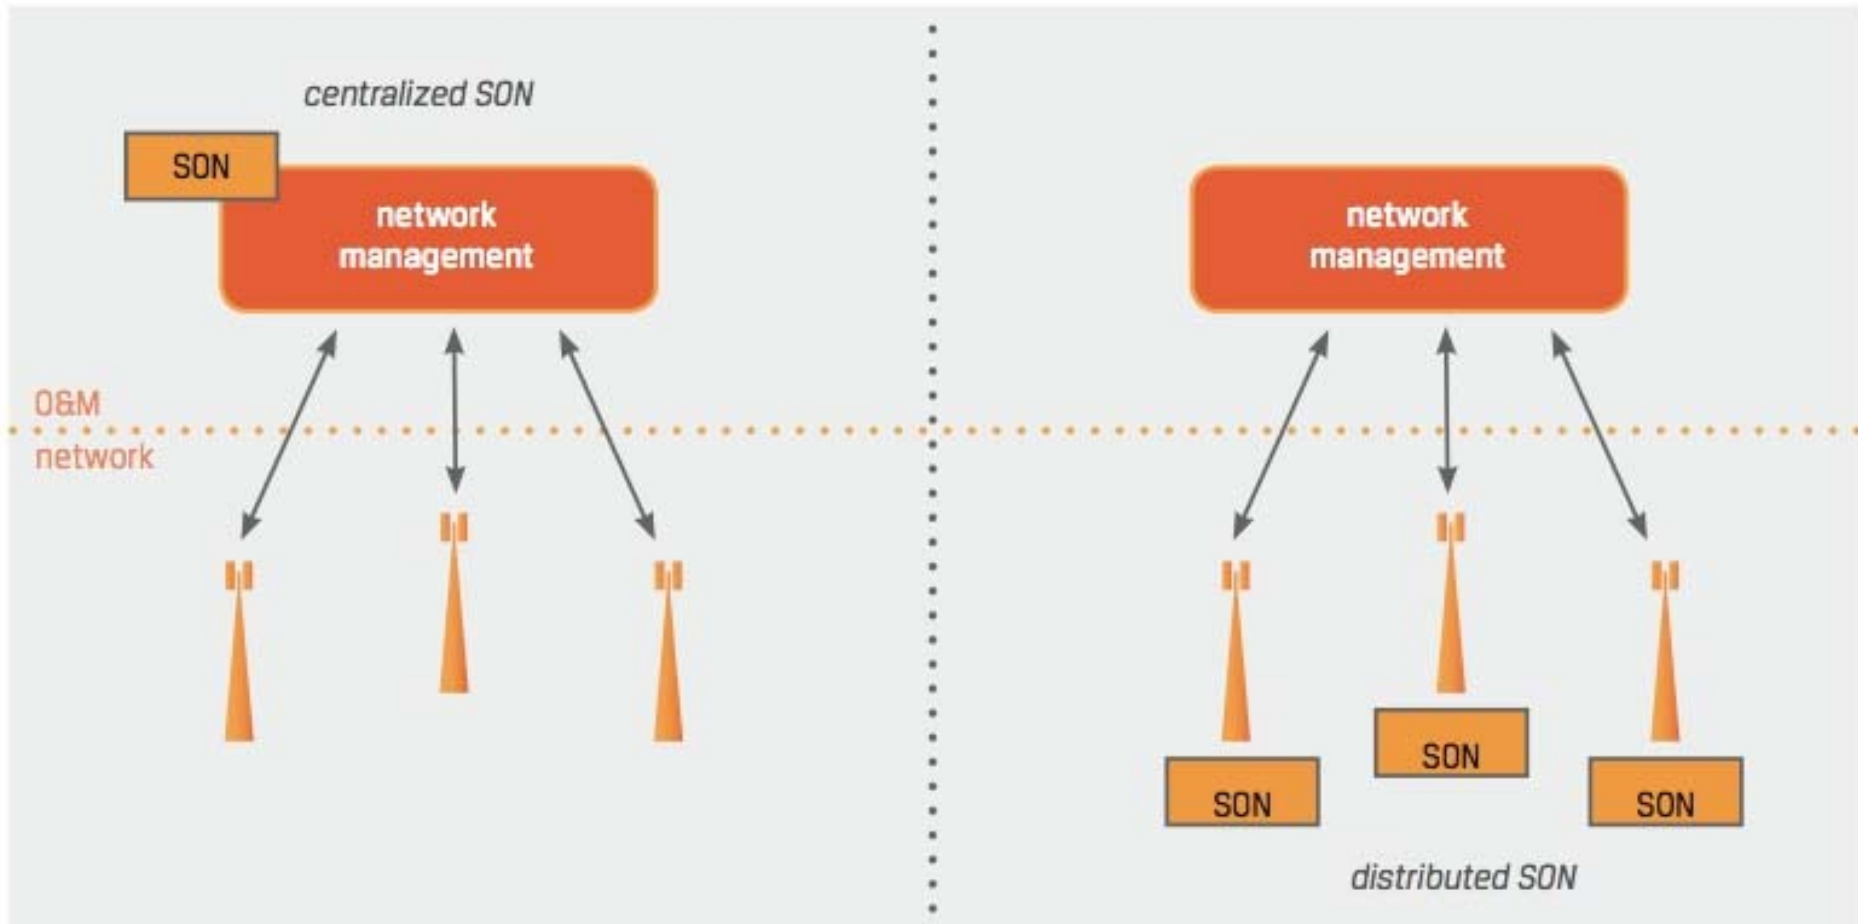 centralized SON
SON
network
management
O&M
network
network
management
SON
SON
SON
distributed SON